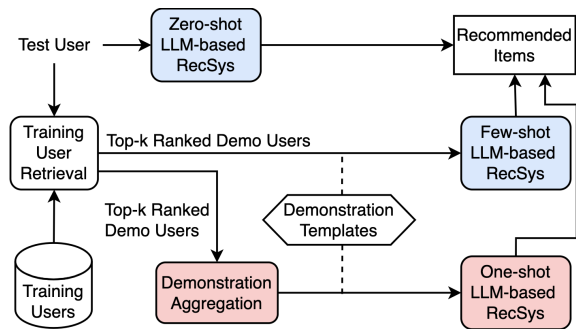 Test User
Zero-shot
LLM-based
RecSys
Recommended
Items
Training
User
Retrieval
Top-k Ranked Demo Users
Few-shot
LLM-based
RecSys
Top-k Ranked
Demo Users
Demonstration
Templates
Training
Users
Demonstration
Aggregation
One-shot
LLM-based
RecSys